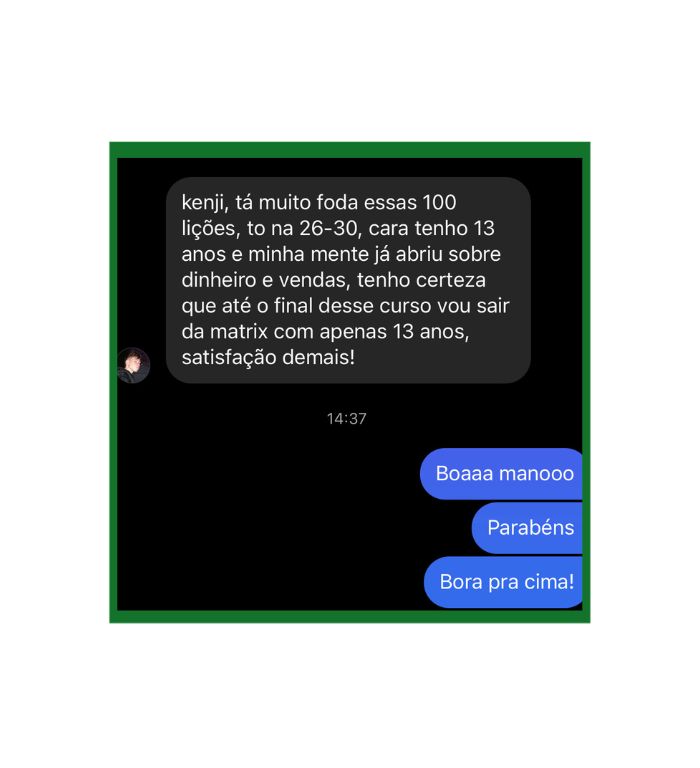 kenji, tá muito foda essas 100
lições, to na 26-30, cara tenho 13
anos e minha mente já abriu sobre
dinheiro e vendas, tenho certeza
que até o final desse curso vou sair
da matrix com apenas 13 anos,
satisfação demais!
14:37
Boaaa manooo
Parabéns
Bora pra cima!